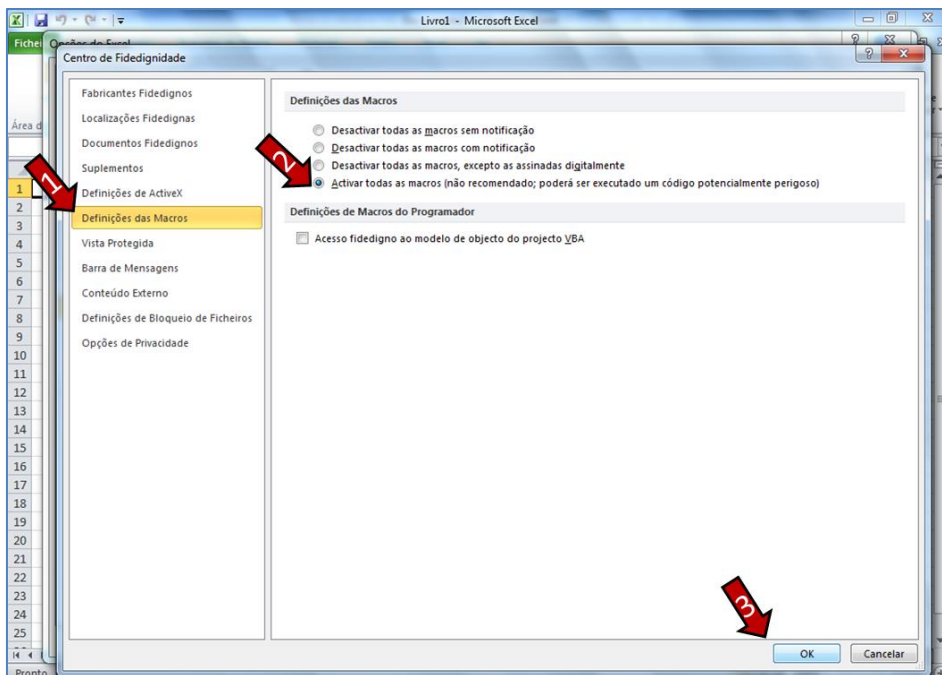 Livro1 - Microsoft Excel
Ficheiro
Opções do Excel
Centro de Fidedignidade
Área d
Fabricantes Fidedignos
Localizações Fidedignas
Documentos Fidedignos
Suplementos
Definições de ActiveX
Definições das Macros
Vista Protegida
Barra de Mensagens
Conteúdo Externo
Definições de Bloqueio de Ficheiros
Opções de Privacidade
Definições das Macros
Desactivar todas as macros sem notificação
Desactivar todas as macros com notificação
Desactivar todas as macros, excepto as assinadas digitalmente
Activar todas as macros (não recomendado; poderá ser executado um código potencialmente perigoso)
Definições de Macros do Programador
Acesso fidedigno ao modelo de objecto do projecto VBA
1
2
3
1
2
3
4
5
6
7
8
9
10
11
12
13
14
15
16
17
18
19
20
21
22
23
24
25
OK
Cancelar
Pronto